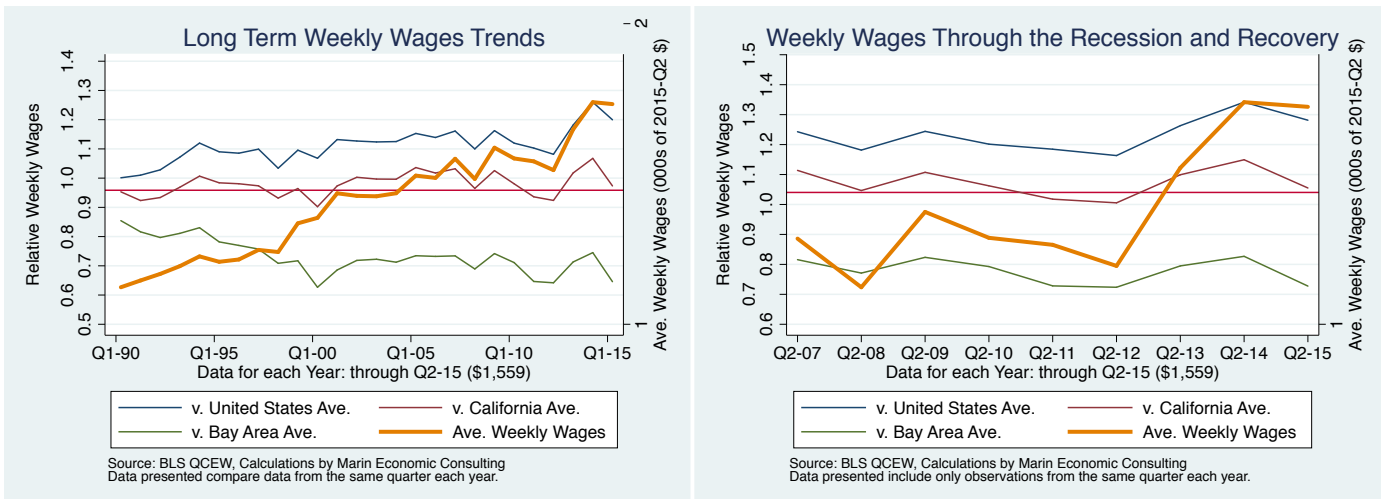 Long Term Weekly Wages Trends
Relative Weekly Wages
0.5 0.6 0.7 0.8 0.9 1.0 1.1 1.2 1.3 1.4
1 2
Ave. Weekly Wages (000s of 2015-Q2 $)
Q1-90 Q1-95 Q1-00 Q1-05 Q1-10 Q1-15
Data for each Year: through Q2-15 ($1,559)
v. United States Ave. v. California Ave.
v. Bay Area Ave. Ave. Weekly Wages
Source: BLS QCEW, Calculations by Marin Economic Consulting
Data presented compare data from the same quarter each year.
Weekly Wages Through the Recession and Recovery
Relative Weekly Wages
0.6 0.7 0.8 0.9 1.0 1.1 1.2 1.3 1.4 1.5
1
Ave. Weekly Wages (000s of 2015-Q2 $)
Q2-07 Q2-08 Q2-09 Q2-10 Q2-11 Q2-12 Q2-13 Q2-14 Q2-15
Data for each Year: through Q2-15 ($1,559)
v. United States Ave. v. California Ave.
v. Bay Area Ave. Ave. Weekly Wages
Source: BLS QCEW, Calculations by Marin Economic Consulting
Data presented include only observations from the same quarter each year.